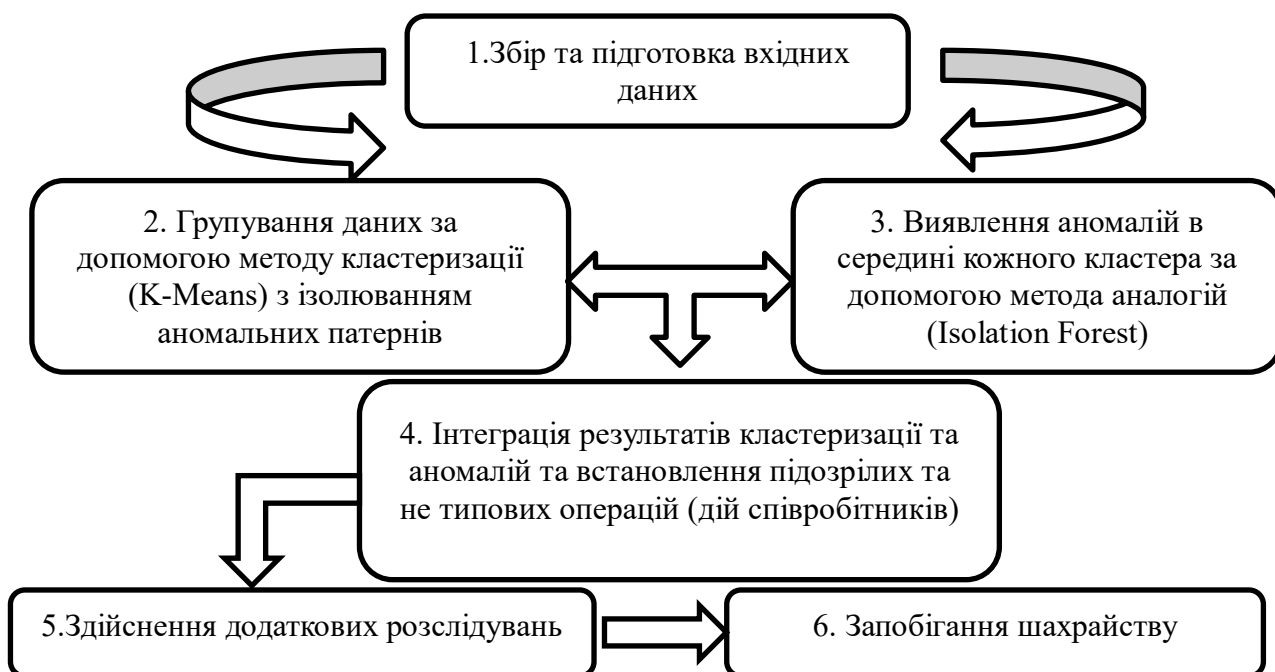 1.Збір та підготовка вхідних
даних
2. Групування даних за
допомогою методу кластеризації
(K-Means) з ізолюванням
аномальних патернів
3. Виявлення аномалій в
середині кожного кластера за
допомогою метода аналогій
(Isolation Forest)
4. Інтеграція результатів кластеризації та
аномалій та встановлення підозрілих та
не типових операцій (дій співробітників)
5.Здійснення додаткових розслідувань
6. Запобігання шахрайству